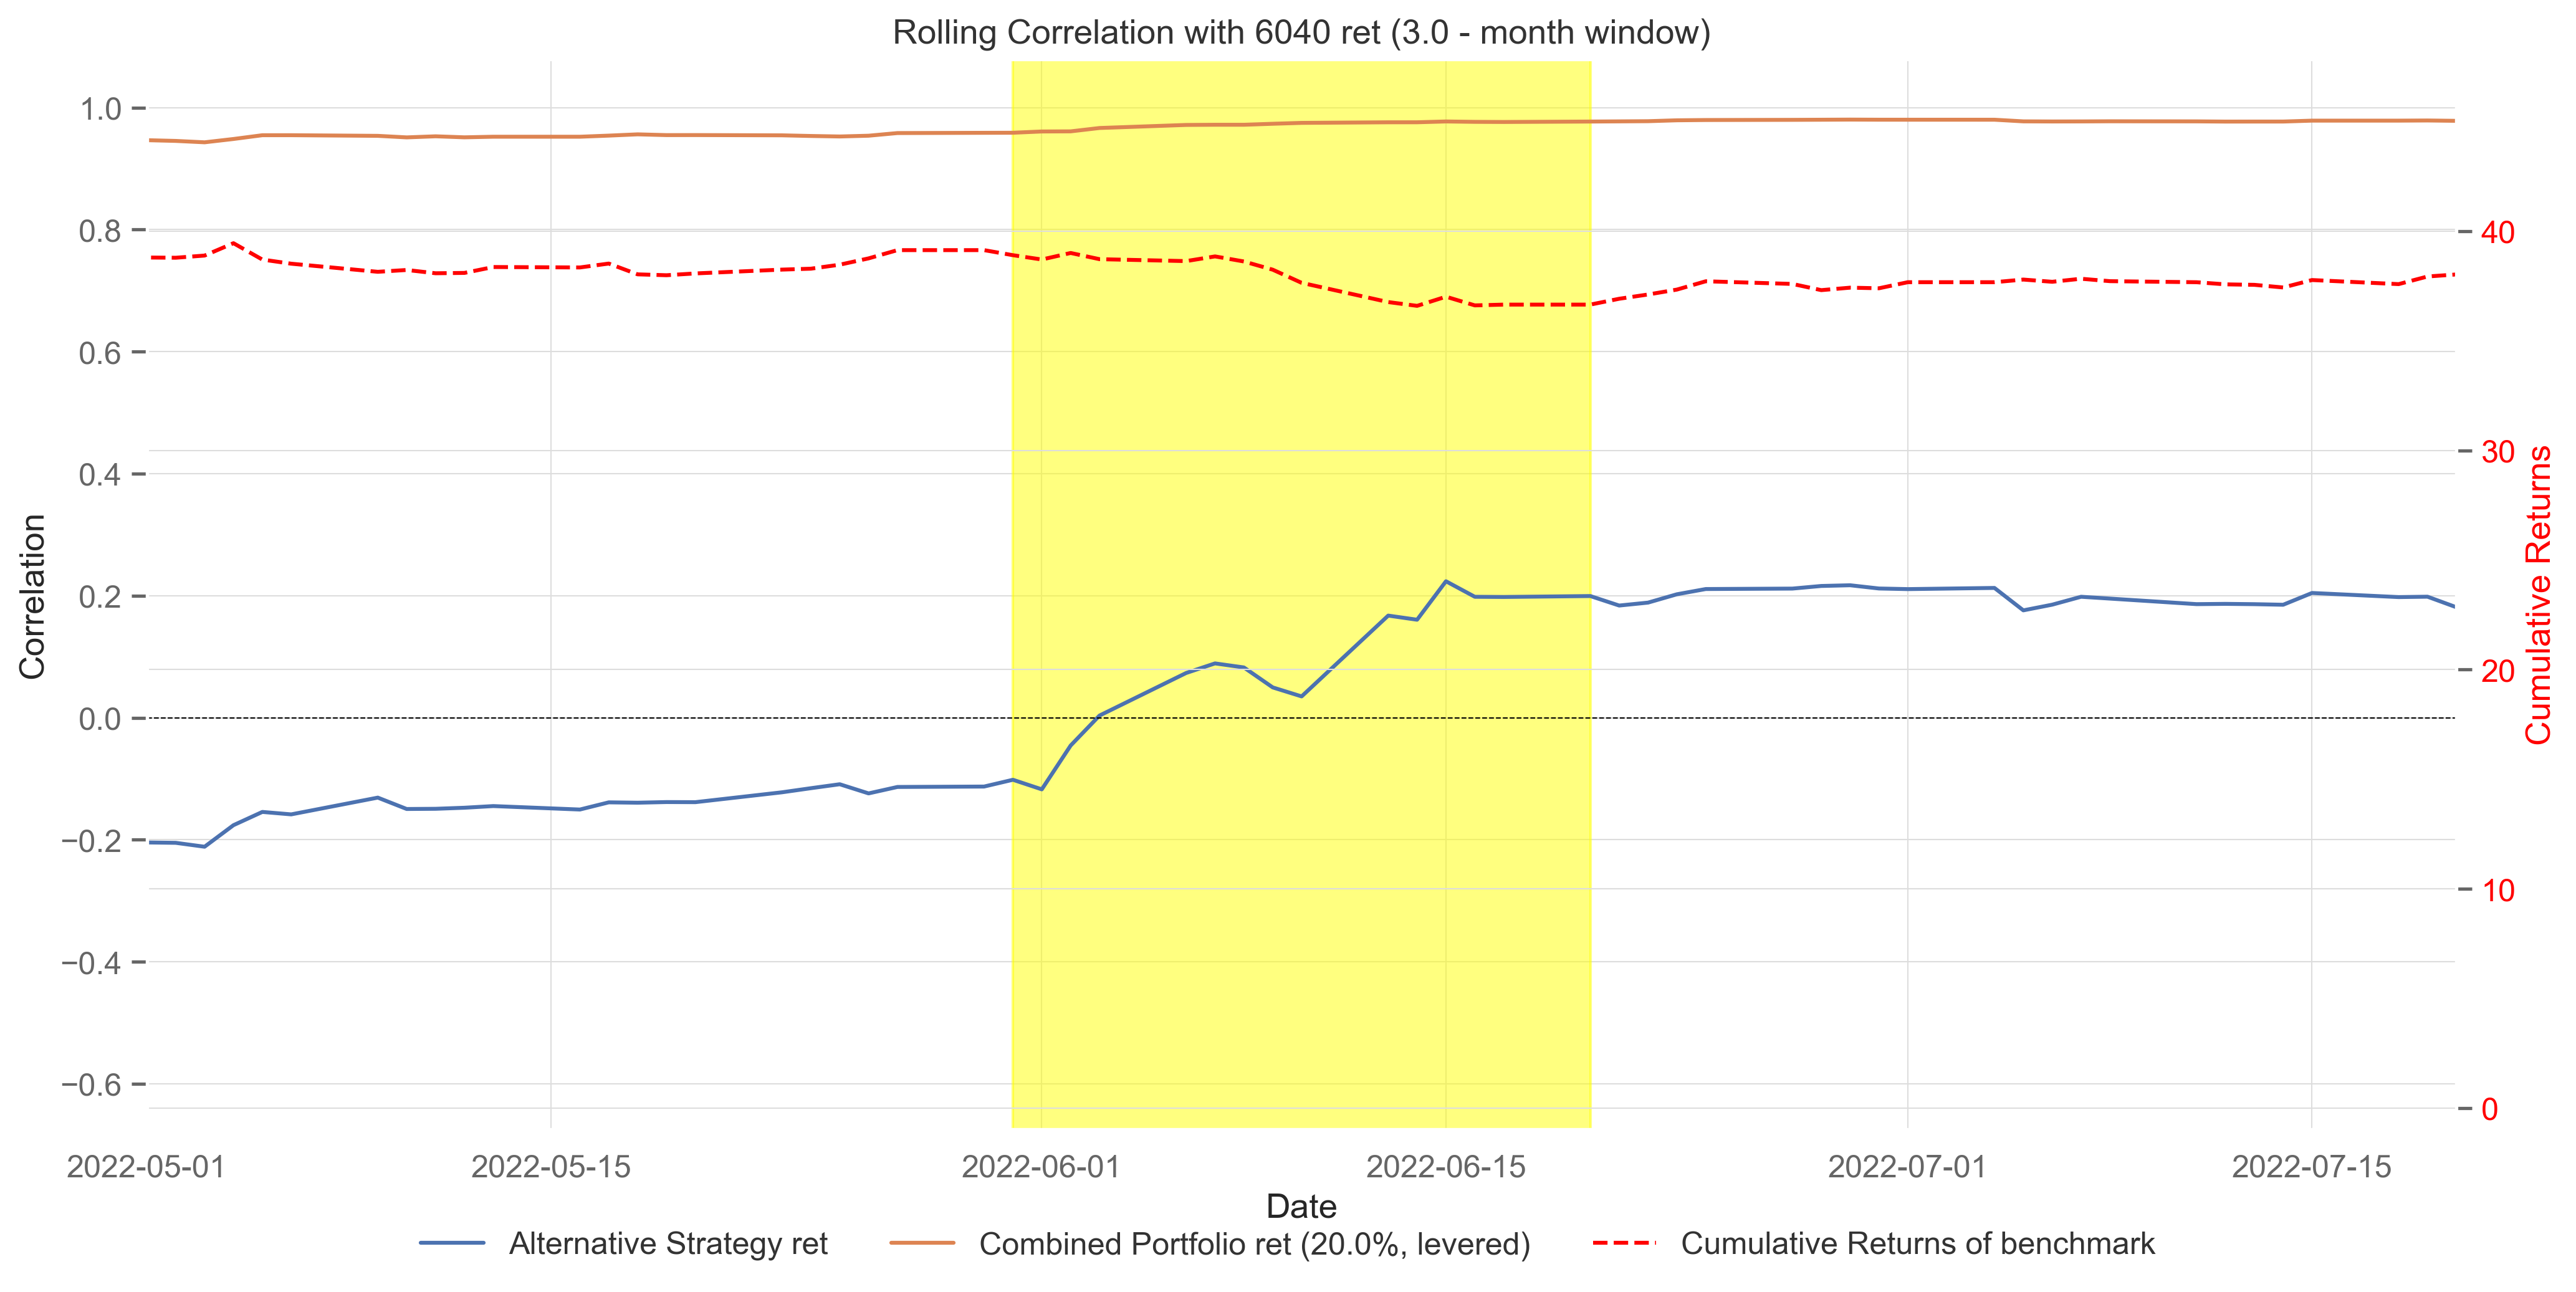 Rolling Correlation with 6040 ret (3.0 - month window)
1.0
0.8
0.6
0.4
0.2
0.0
−0.2
−0.4
−0.6
Correlation
40
30
20
10
0
Cumulative Returns
2022-05-01
2022-05-15
2022-06-01
2022-06-15
2022-07-01
2022-07-15
Date
Alternative Strategy ret
Combined Portfolio ret (20.0%, levered)
Cumulative Returns of benchmark